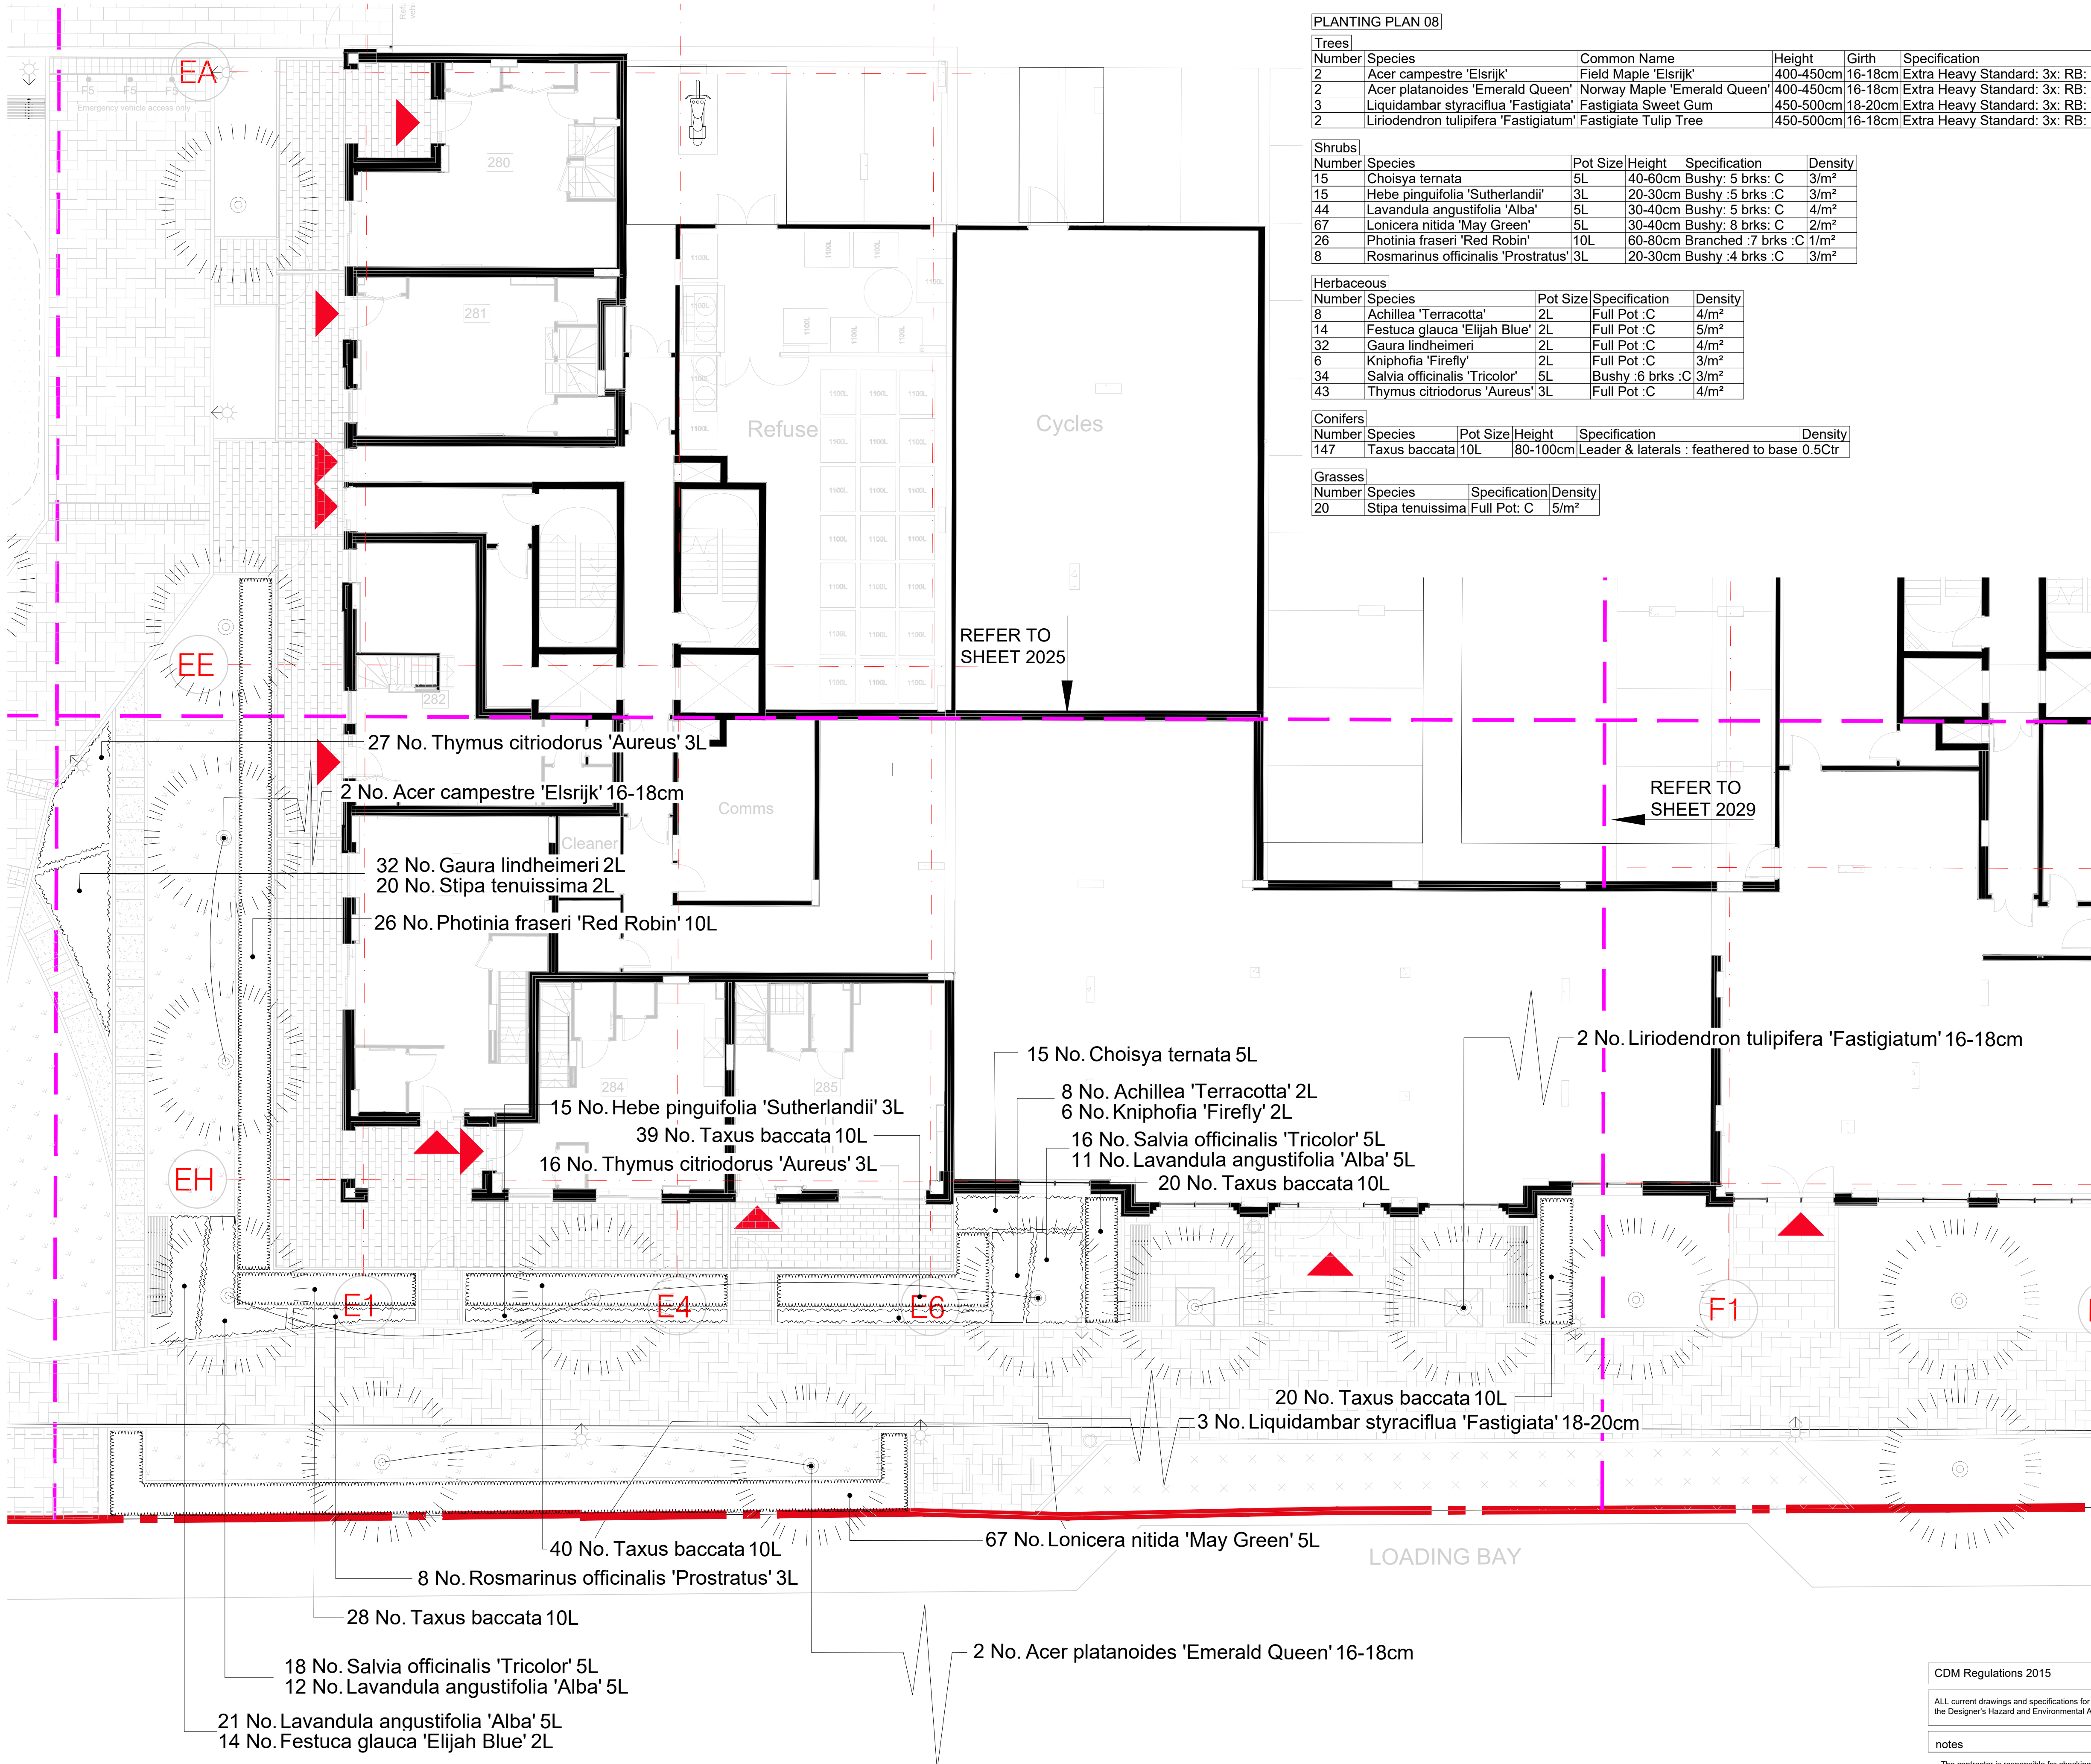 PLANTING PLAN 08
Trees
Number Species Common Name Height Girth Specification
2 Acer campestre 'Elsrijk' Field Maple 'Elsrijk' 400-450cm 16-18cm Extra Heavy Standard: 3x: RB:
2 Acer platanoides 'Emerald Queen' Norway Maple 'Emerald Queen' 400-450cm 16-18cm Extra Heavy Standard: 3x: RB:
3 Liquidambar styraciflua 'Fastigiata' Fastigiata Sweet Gum 450-500cm 18-20cm Extra Heavy Standard: 3x: RB:
2 Liriodendron tulipifera 'Fastigiatum' Fastigiate Tulip Tree 450-500cm 16-18cm Extra Heavy Standard: 3x: RB:
Shrubs
Number Species Pot Size Height Specification Density
15 Choisya ternata 5L 40-60cm Bushy: 5 brks: C 3/m²
15 Hebe pinguifolia 'Sutherlandii' 3L 20-30cm Bushy :5 brks: C 3/m²
44 Lavandula angustifolia 'Alba' 5L 30-40cm Bushy: 5 brks: C 4/m²
67 Lonicera nitida 'May Green' 5L 30-40cm Bushy: 8 brks: C 2/m²
26 Photinia fraseri 'Red Robin' 10L 60-80cm Branched :7 brks :C 1/m²
8 Rosmarinus officinalis 'Prostratus' 3L 20-30cm Bushy :4 brks :C 3/m²
Herbaceous
Number Species Pot Size Specification Density
8 Achillea 'Terracotta' 2L Full Pot :C 4/m²
14 Festuca glauca 'Elijah Blue' 2L Full Pot :C 5/m²
32 Gaura lindheimeri 2L Full Pot :C 4/m²
6 Kniphofia 'Firefly' 2L Full Pot :C 3/m²
34 Salvia officinalis 'Tricolor' 5L Bushy :6 brks :C 3/m²
43 Thymus citriodorus 'Aureus' 3L Full Pot :C 4/m²
Conifers
Number Species Pot Size Height Specification Density
147 Taxus baccata 10L 80-100cm Leader & laterals : feathered to base 0.5Ctr
Grasses
Number Species Specification Density
20 Stipa tenuissima Full Pot: C 5/m²
EA
F5 F5 F5
Emergency vehicle access only
280
281
282
1100L
Refuse
Cycles
EE
REFER TO
SHEET 2025
27 No. Thymus citriodorus 'Aureus' 3L
2 No. Acer campestre 'Elsrijk' 16-18cm
Comms
Cleaner
REFER TO
SHEET 2029
32 No. Gaura lindheimeri 2L
20 No. Stipa tenuissima 2L
26 No. Photinia fraseri 'Red Robin' 10L
2 No. Liriodendron tulipifera 'Fastigiatum' 16-18cm
15 No. Choisya ternata 5L
284
285
8 No. Achillea 'Terracotta' 2L
6 No. Kniphofia 'Firefly' 2L
15 No. Hebe pinguifolia 'Sutherlandii' 3L
39 No. Taxus baccata 10L
16 No. Salvia officinalis 'Tricolor' 5L
11 No. Lavandula angustifolia 'Alba' 5L
16 No. Thymus citriodorus 'Aureus' 3L
20 No. Taxus baccata 10L
EH
E1
E4
E6
F1
20 No. Taxus baccata 10L
3 No. Liquidambar styraciflua 'Fastigiata' 18-20cm
67 No. Lonicera nitida 'May Green' 5L
40 No. Taxus baccata 10L
LOADING BAY
8 No. Rosmarinus officinalis 'Prostratus' 3L
28 No. Taxus baccata 10L
2 No. Acer platanoides 'Emerald Queen' 16-18cm
18 No. Salvia officinalis 'Tricolor' 5L
12 No. Lavandula angustifolia 'Alba' 5L
21 No. Lavandula angustifolia 'Alba' 5L
14 No. Festuca glauca 'Elijah Blue' 2L
CDM Regulations 2015
ALL current drawings and specifications for
the Designer's Hazard and Environmental
notes